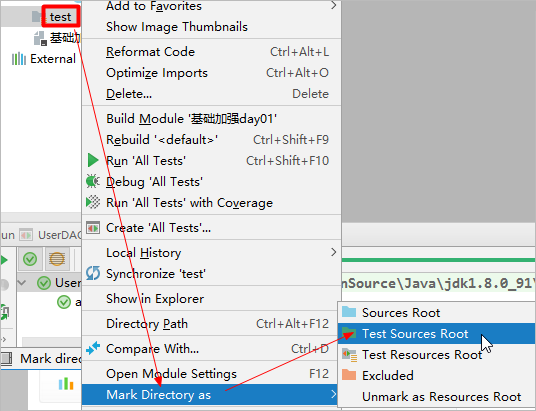 Add to Favorites
test
Show Image Thumbnails
基础加
Reformat Code Ctrl+Alt+L
External
Optimize Imports Ctrl+Alt+O
Delete... Delete
Build Module '基础加强day01'
Rebuild '<default>' Ctrl+Shift+F9
Run 'All Tests' Ctrl+Shift+F10
Debug 'All Tests'
Run 'All Tests' with Coverage
Create 'All Tests'...
un UserDAO
Local History
Synchronize 'test'
User
nSource\Java\jdk1.8.0_91\
Show in Explorer
a
Directory Path Ctrl+Alt+F12
Compare With... Ctrl+D
Mark direc
Open Module Settings F12
Mark Directory as
Sources Root
Test Sources Root
Test Resources Root
Excluded
Unmark as Resources Root